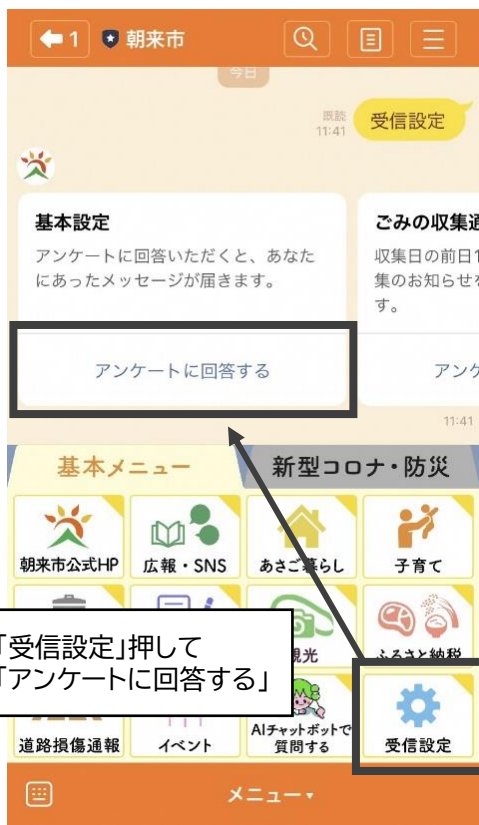 1 朝来市
今日
既読
11:41
受信設定
基本設定
アンケートに回答いただくと、あなた
にあったメッセージが届きます。
アンケートに回答する
ごみの収集通
収集日の前日1
集のお知らせを
す。
アンケ
11:41
基本メニュー
新型コロナ・防災
朝来市公式HP
広報・SNS
あさご暮らし
子育て
観光
ふるさと納税
「受信設定」押して
「アンケートに回答する」
道路損傷通報
イベント
AIチャットボットで
質問する
受信設定
メニュー▾